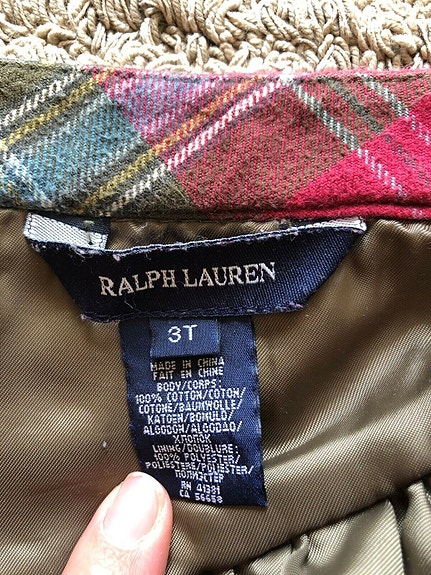 RALPH LAUREN
3T
MADE IN CHINA
FAIT EN CHINE
BODY/CORPS:
100% COTTON/COTON/
COTONE/BAUMWOLLE/
KATOEN/BOMULD/
ALGODON/ALGODAO/
ХЛОПОК
LINING/DOUBLURE:
100% POLYESTER/
POLIESTERE/POLIESTER/
ПОЛИЭСТЕР
RN 41381
CA 56658